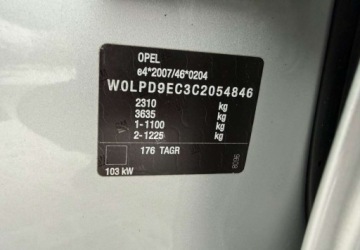 OPEL
e4*2007/46*0204
W0LPD9EC3C2054846
2310 kg
3635 kg
1-1100 kg
2-1225 kg
176 TAGR
103 kW